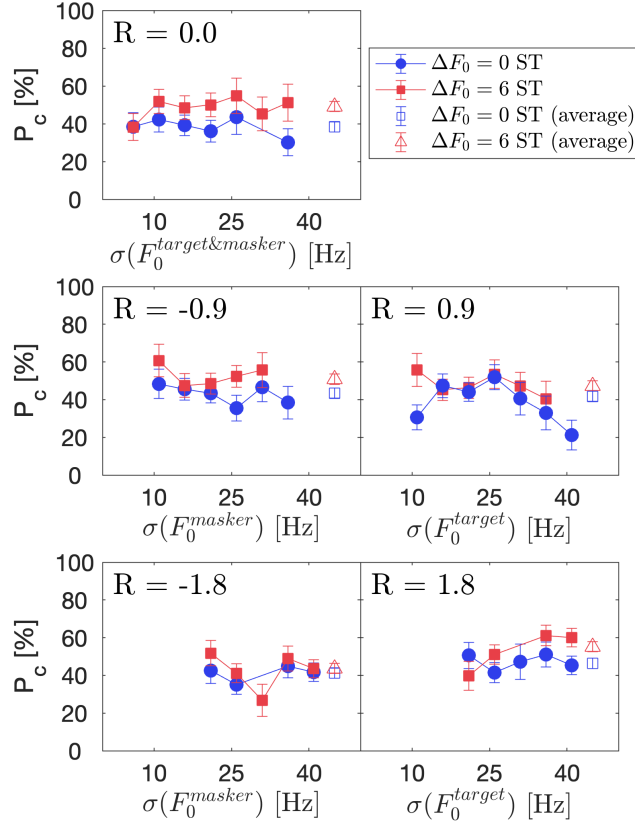 R = 0.0
P_c [%]
100
80
60
40
20
0
10 25 40
σ(F_0^{target&masker}) [Hz]
ΔF_0 = 0 ST
ΔF_0 = 6 ST
ΔF_0 = 0 ST (average)
ΔF_0 = 6 ST (average)
R = -0.9
P_c [%]
100
80
60
40
20
0
10 25 40
σ(F_0^{masker}) [Hz]
R = 0.9
10 25 40
σ(F_0^{target}) [Hz]
R = -1.8
P_c [%]
100
80
60
40
20
0
10 25 40
σ(F_0^{masker}) [Hz]
R = 1.8
10 25 40
σ(F_0^{target}) [Hz]